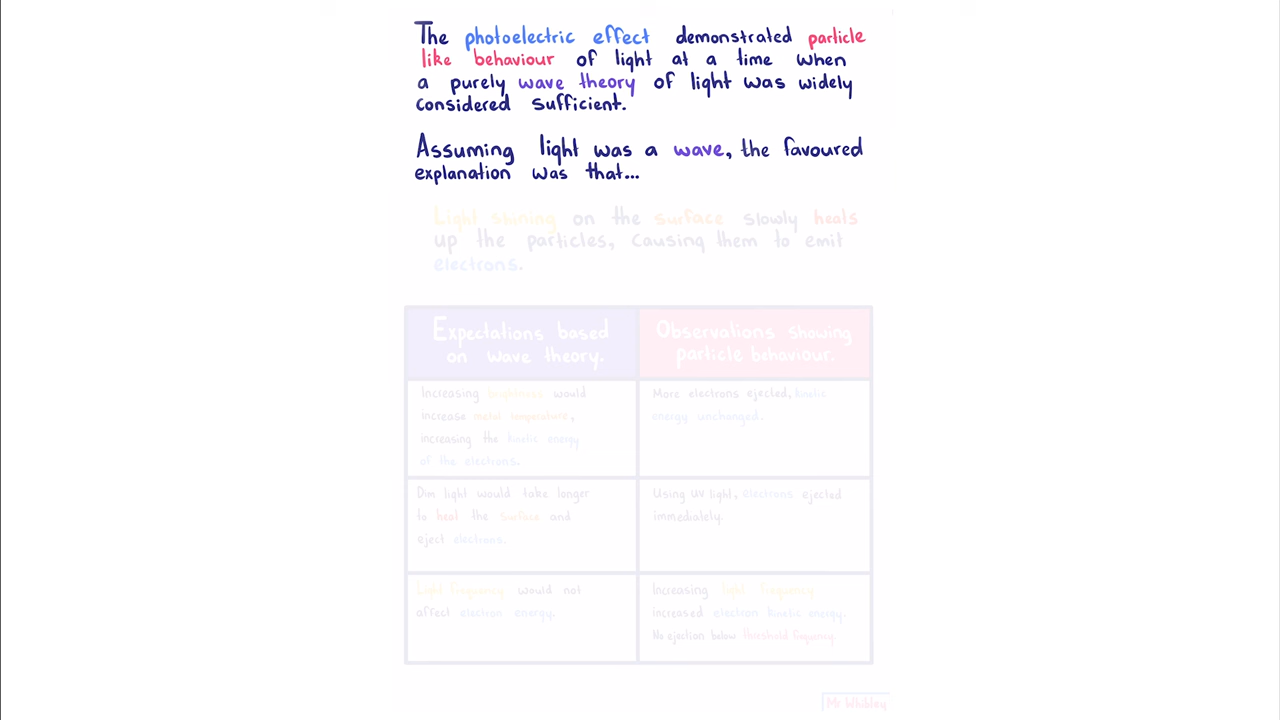 The photoelectric effect demonstrated particle
like behaviour of light at a time when
a purely wave theory of light was widely
considered sufficient.
Assuming light was a wave, the favoured
explanation was that...
Light shining on the surface slowly heats
up the particles, causing them to emit
electrons.
Expectations based
on wave theory.
Observations showing
particle behaviour.
Increasing brightness would
increase metal temperature,
increasing the kinetic energy
of the electrons.
More electrons ejected, kinetic
energy unchanged.
Dim light would take longer
to heat the surface and
eject electrons.
Using UV light, electrons ejected
immediately.
Light frequency would not
affect electron energy.
Increasing light frequency
increased electron kinetic energy.
No ejection below threshold frequency
Mr Whibley